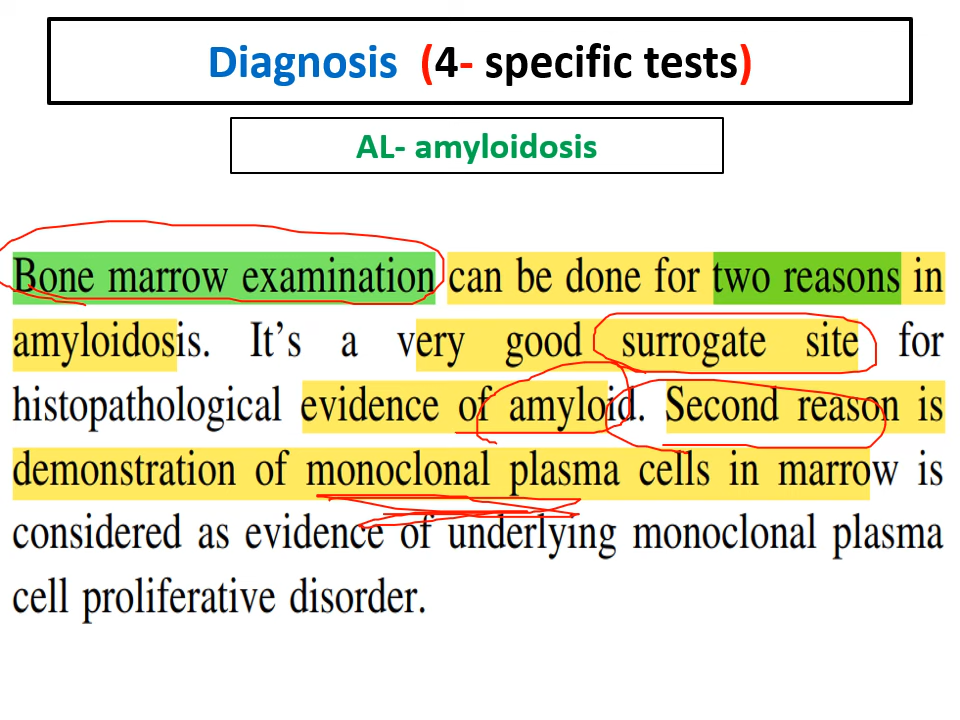 Diagnosis (4- specific tests)
AL- amyloidosis
Bone marrow examination can be done for two reasons in
amyloidosis. It's a very good surrogate site for
histopathological evidence of amyloid. Second reason is
demonstration of monoclonal plasma cells in marrow is
considered as evidence of underlying monoclonal plasma
cell proliferative disorder.